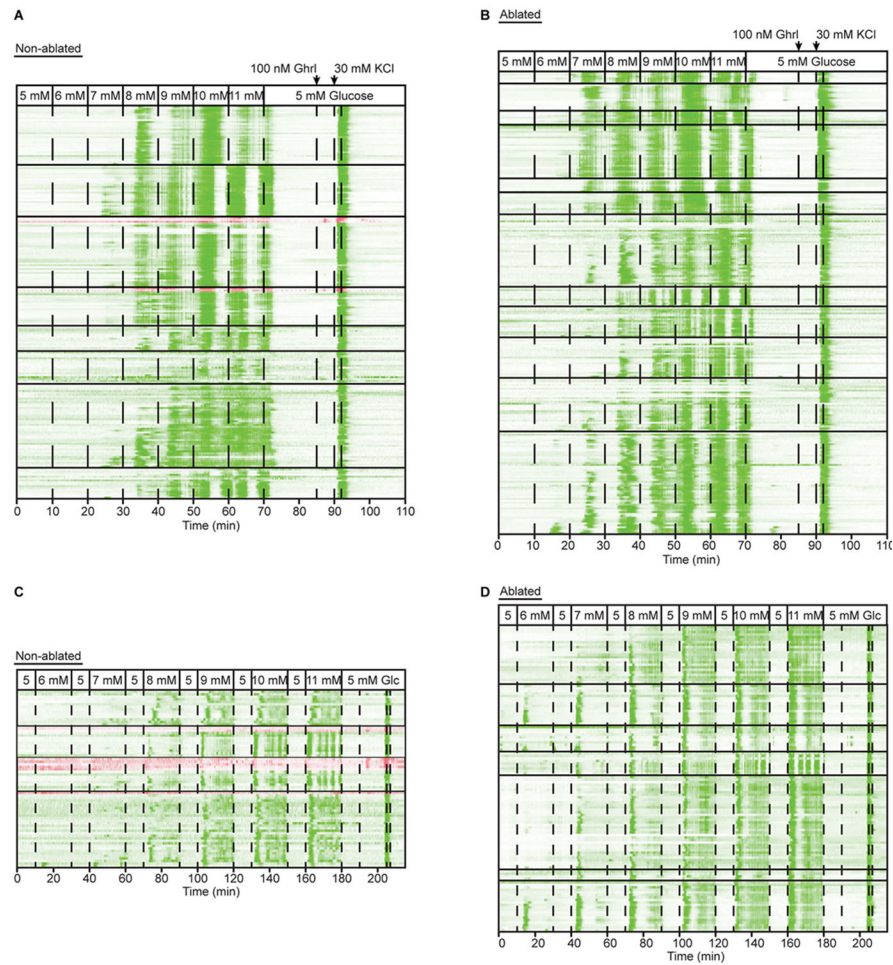 A
Non-ablated
100 nM Ghrl 30 mM KCl
5 mM 6 mM 7 mM 8 mM 9 mM 10 mM 11 mM 5 mM Glucose
0 10 20 30 40 50 60 70 80 90 100 110
Time (min)
B
Ablated
100 nM Ghrl 30 mM KCl
5 mM 6 mM 7 mM 8 mM 9 mM 10 mM 11 mM 5 mM Glucose
0 10 20 30 40 50 60 70 80 90 100 110
Time (min)
C
Non-ablated
5 6 mM 5 7 mM 5 8 mM 5 9 mM 5 10 mM 5 11 mM 5 mM Glc
0 20 40 60 80 100 120 140 160 180 200
Time (min)
D
Ablated
5 6 mM 5 7 mM 5 8 mM 5 9 mM 5 10 mM 5 11 mM 5 mM Glc
0 20 40 60 80 100 120 140 160 180 200
Time (min)